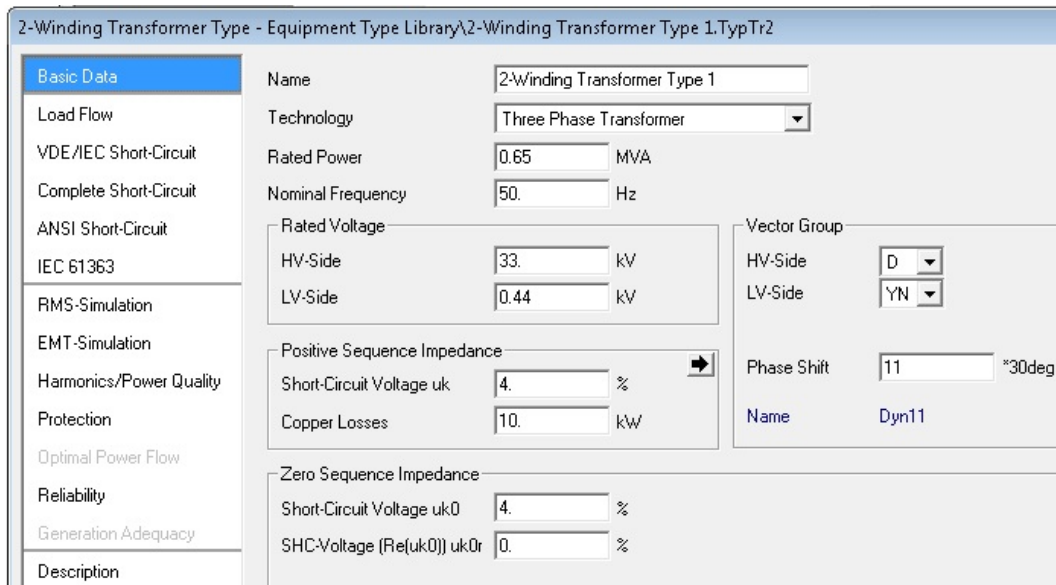 2-Winding Transformer Type - Equipment Type Library\2-Winding Transformer Type 1.TypTr2
Basic Data
Load Flow
VDE/IEC Short-Circuit
Complete Short-Circuit
ANSI Short-Circuit
IEC 61363
RMS-Simulation
EMT-Simulation
Harmonics/Power Quality
Protection
Optimal Power Flow
Reliability
Generation Adequacy
Description
Name 2-Winding Transformer Type 1
Technology Three Phase Transformer
Rated Power 0.65 MVA
Nominal Frequency 50. Hz
Rated Voltage
HV-Side 33. kV
LV-Side 0.44 kV
Vector Group
HV-Side D
LV-Side YN
Phase Shift 11 *30deg
Name Dyn11
Positive Sequence Impedance
Short-Circuit Voltage uk 4. %
Copper Losses 10. kW
Zero Sequence Impedance
Short-Circuit Voltage uk0 4. %
SHC-Voltage (Re(uk0)) uk0r 0. %